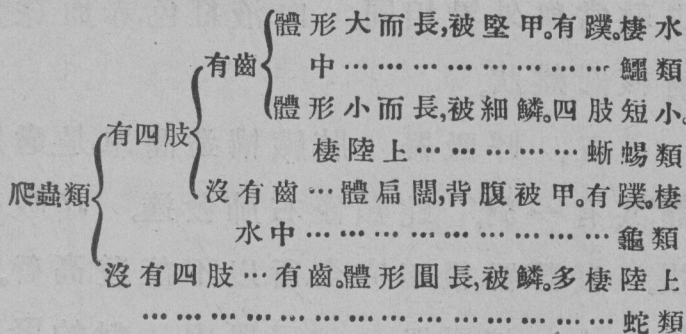 體形大而長,被堅甲。有蹼。棲水
有齒
中 … … … … … … … … 鱷類
體形小而長,被細鱗。四肢短小。
有四肢
棲陸上 … … … … … 蜥蜴類
爬蟲類
沒有齒 … 體扁闊,背腹被甲。有蹼。棲
水中 … … … … … … … … … 龜類
沒有四肢 … 有齒。體形圓長,被鱗。多棲陸上
… … … … … … … … … … … … … 蛇類